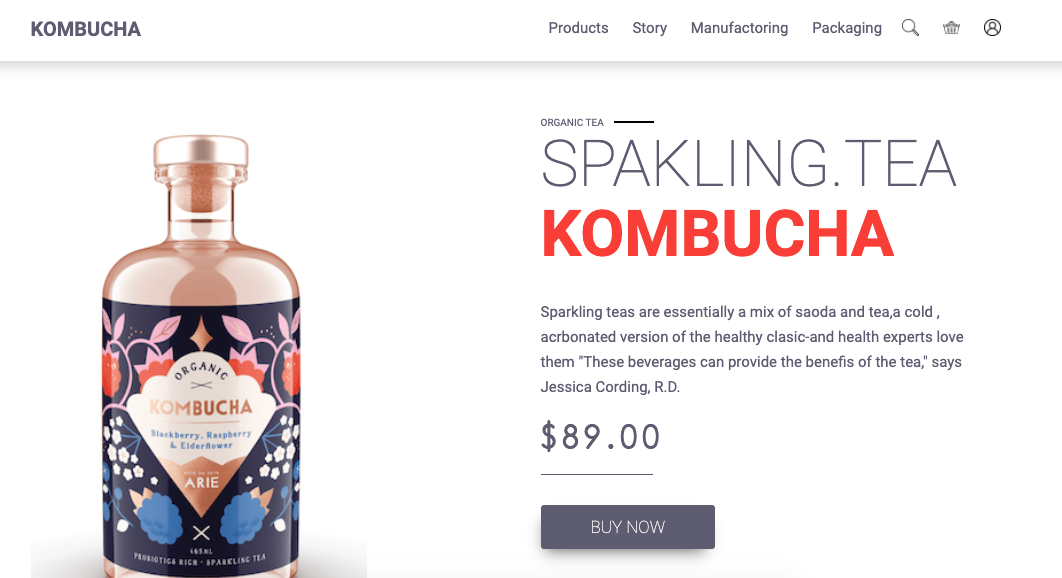 KOMBUCHA
Products Story Manufactoring Packaging
ORGANIC TEA
SPAKLING.TEA
KOMBUCHA
Sparkling teas are essentially a mix of saoda and tea,a cold ,
acrbonated version of the healthy clasic-and health experts love
them "These beverages can provide the benefis of the tea," says
Jessica Cording, R.D.
$89.00
BUY NOW
ORGANIC
KOMBUCHA
Blackberry, Raspberry
& Elderflower
ARIE
465ML
PROBIOTICS RICH - SPARKLING TEA